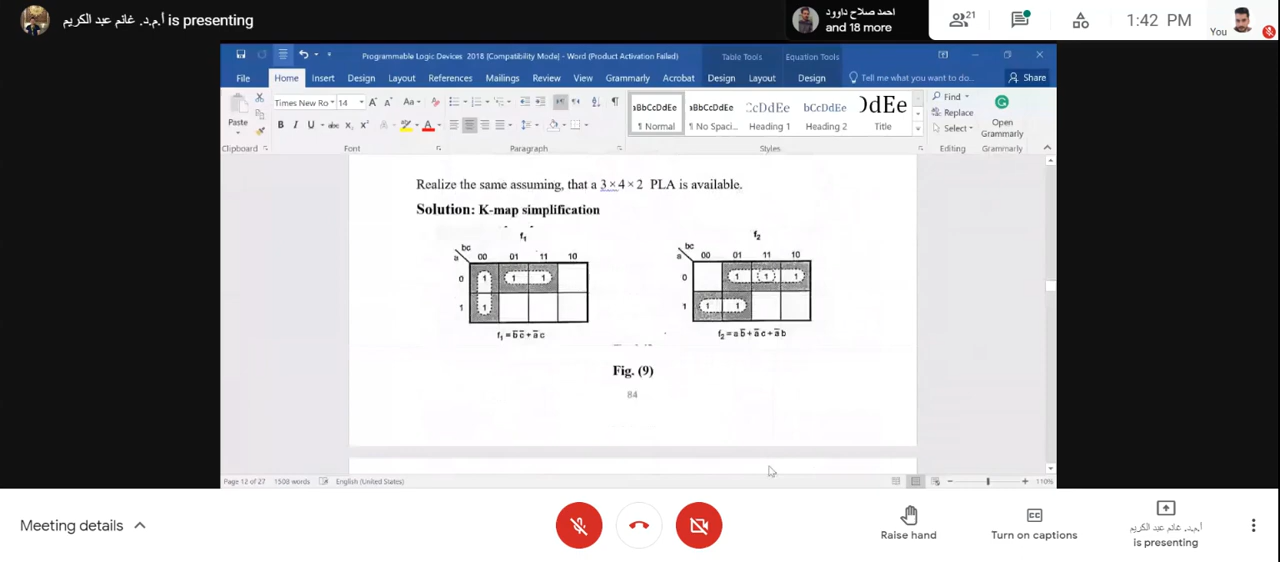 أ.م.د. غانم عبد الكريم is presenting
احمد صلاح داوود
and 18 more
21
1:42 PM
You
Programmable Logic Devices 2018 [Compatibility Mode] - Word (Product Activation Failed)
Table Tools
Equation Tools
File
Home
Insert
Design
Layout
References
Mailings
Review
View
Grammarly
Acrobat
Design
Layout
Design
Tell me what you want to do...
Share
Paste
Times New Ro
14
Aa
B I U abc x₂ x²
Clipboard
Font
Paragraph
AaBbCcDdEe
¶ Normal
¶ No Spaci...
Heading 1
Heading 2
Title
Styles
Find
Replace
Select
Editing
Open
Grammarly
Grammarly
Realize the same assuming, that a 3 × 4 × 2 PLA is available.
Solution: K-map simplification
f₁
bc
a
00 01 11 10
0 1 1 1
1 1
f₁ = b̅ c̅ + a̅ c
f₂
bc
a
00 01 11 10
0 1 1 1
1 1 1
f₂ = a b̅ + a̅ c + a̅ b
Fig. (9)
84
Page 12 of 27
1508 words
English (United States)
110%
Meeting details
Raise hand
Turn on captions
أ.م.د. غانم عبد الكريم
is presenting